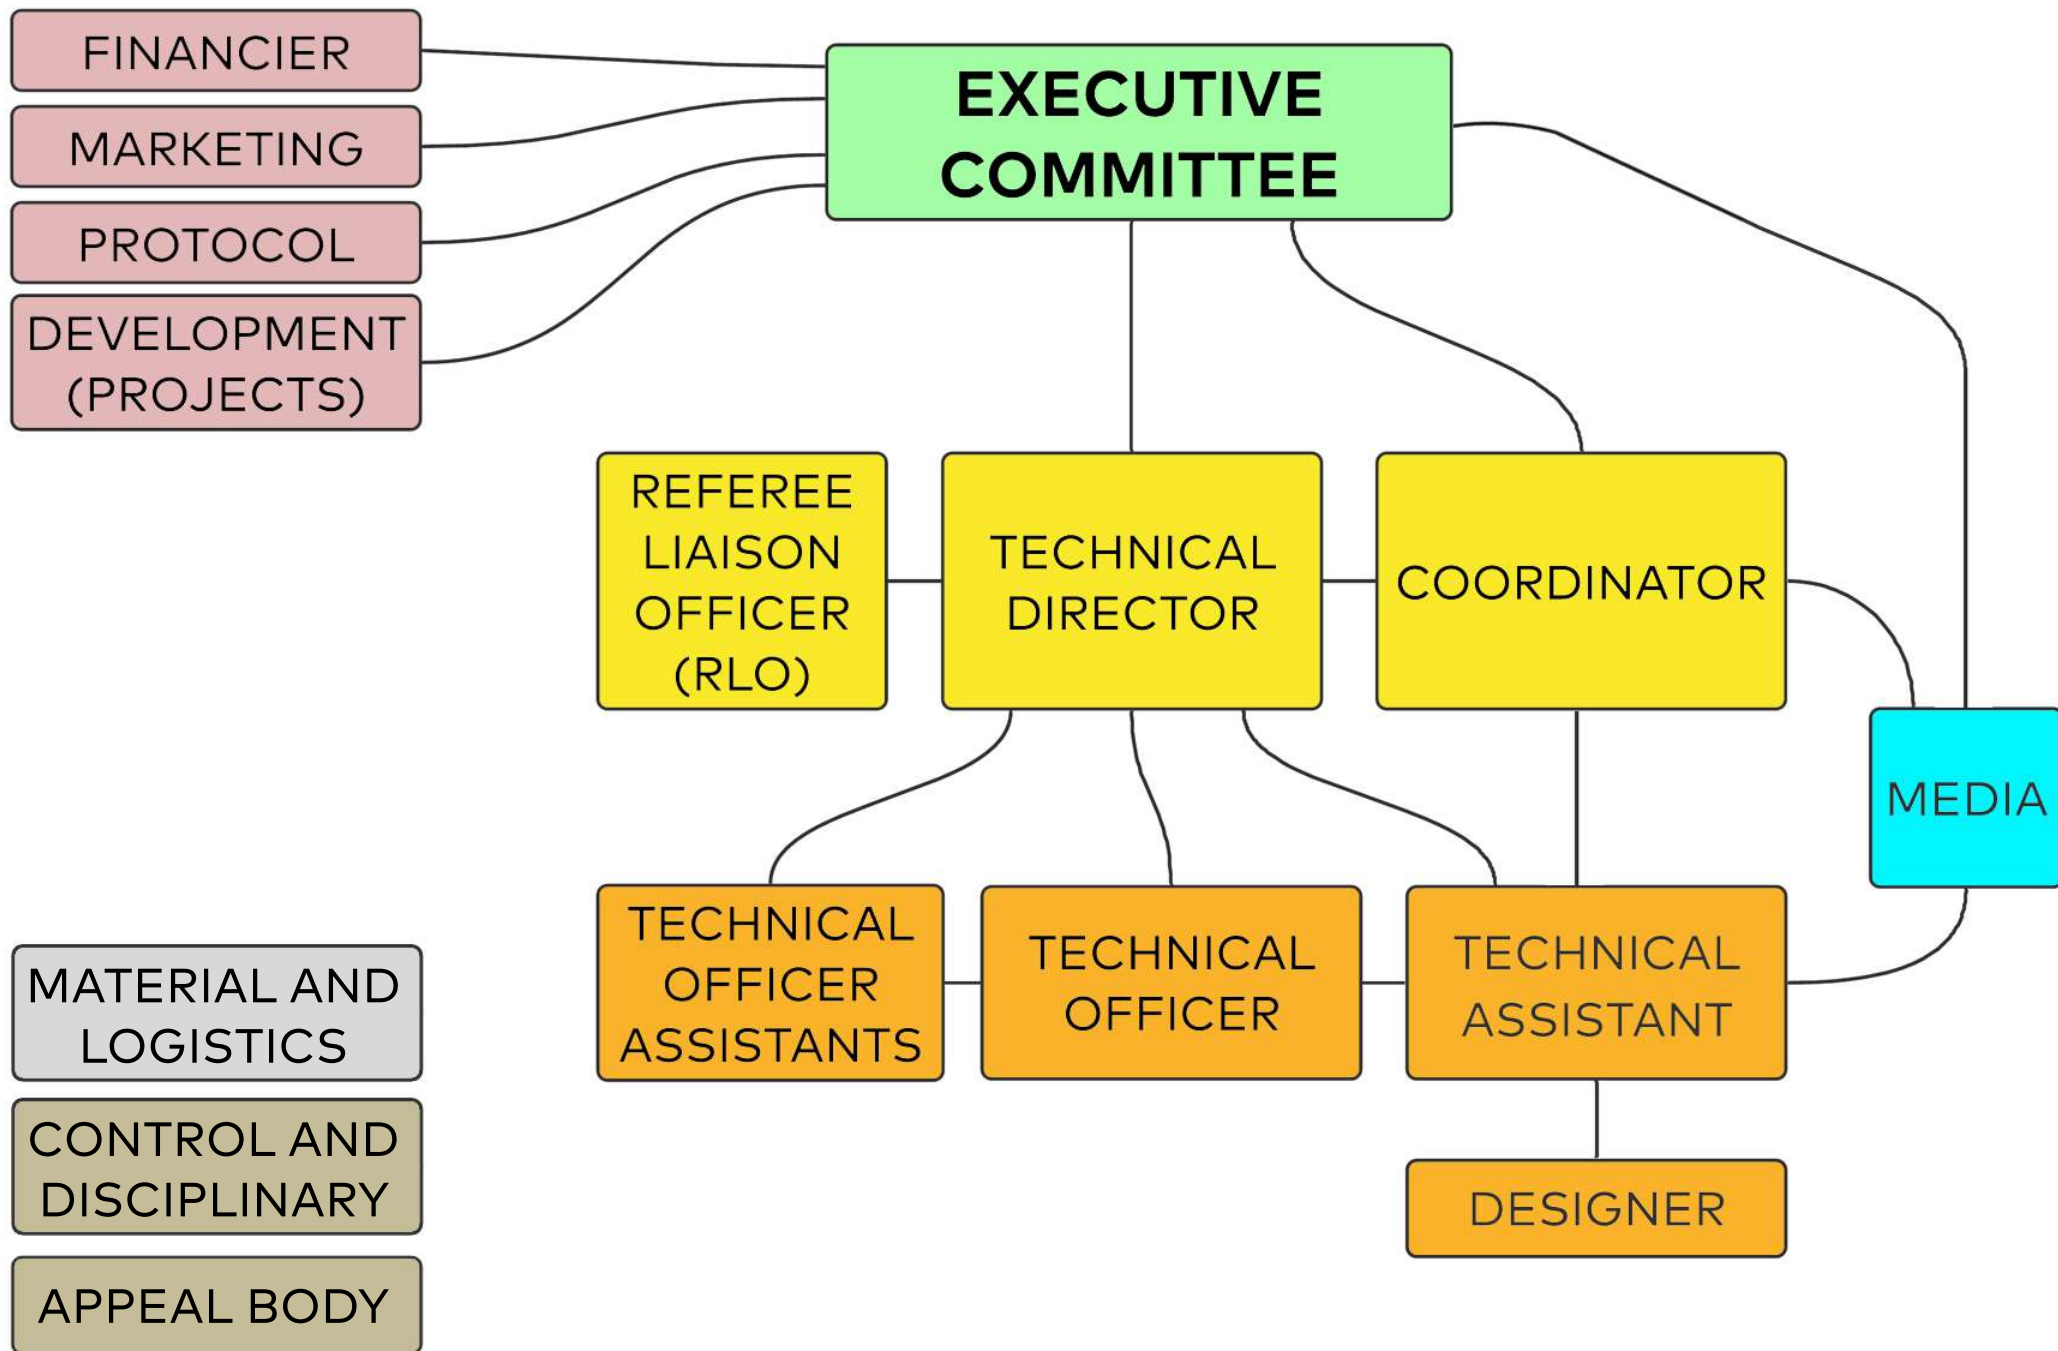 FINANCIER
MARKETING
PROTOCOL
DEVELOPMENT
(PROJECTS)
EXECUTIVE
COMMITTEE
REFEREE
LIAISON
OFFICER
(RLO)
TECHNICAL
DIRECTOR
COORDINATOR
MEDIA
TECHNICAL
OFFICER
ASSISTANTS
TECHNICAL
OFFICER
TECHNICAL
ASSISTANT
DESIGNER
MATERIAL AND
LOGISTICS
CONTROL AND
DISCIPLINARY
APPEAL BODY